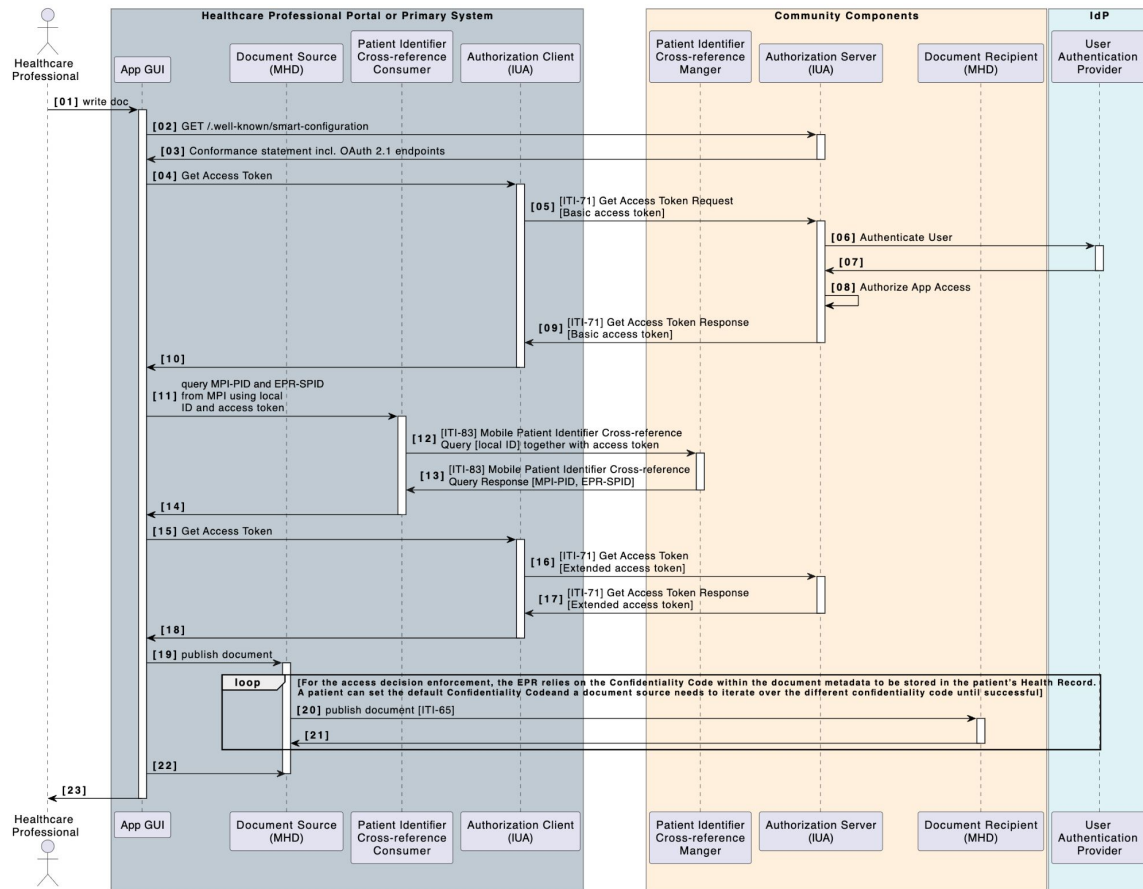 Healthcare Professional Portal or Primary System
Community Components
IdP
Healthcare
Professional
App GUI
Document Source
(MHD)
Patient Identifier
Cross-reference
Consumer
Authorization Client
(IUA)
Patient Identifier
Cross-reference
Manger
Authorization Server
(IUA)
Document Recipient
(MHD)
User
Authentication
Provider
[01] write doc
[02] GET /.well-known/smart-configuration
[03] Conformance statement incl. OAuth 2.1 endpoints
[04] Get Access Token
[05] [ITI-71] Get Access Token Request
[Basic access token]
[06] Authenticate User
[07]
[08] Authorize App Access
[09] [ITI-71] Get Access Token Response
[Basic access token]
[10]
[11] query MPI-PID and EPR-SPID
from MPI using local
ID and access token
[12] [ITI-83] Mobile Patient Identifier Cross-reference
Query [local ID] together with access token
[13] [ITI-83] Mobile Patient Identifier Cross-reference
Query Response [MPI-PID, EPR-SPID]
[14]
[15] Get Access Token
[16] [ITI-71] Get Access Token
[Extended access token]
[17] [ITI-71] Get Access Token Response
[Extended access token]
[18]
[19] publish document
loop
[For the access decision enforcement, the EPR relies on the Confidentiality Code within the document metadata to be stored in the patient's Health Record.
A patient can set the default Confidentiality Codeand a document source needs to iterate over the different confidentiality code until successful]
[20] publish document [ITI-65]
[21]
[22]
[23]
Healthcare
Professional
App GUI
Document Source
(MHD)
Patient Identifier
Cross-reference
Consumer
Authorization Client
(IUA)
Patient Identifier
Cross-reference
Manger
Authorization Server
(IUA)
Document Recipient
(MHD)
User
Authentication
Provider